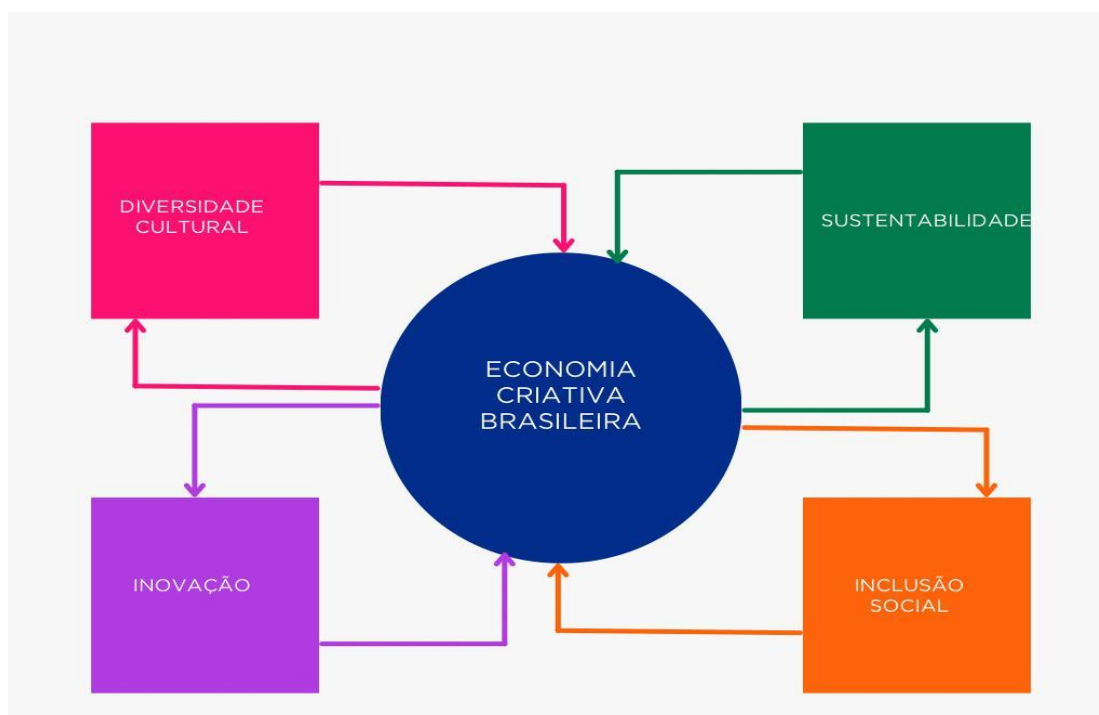 DIVERSIDADE
CULTURAL
SUSTENTABILIDADE
ECONOMIA
CRIATIVA
BRASILEIRA
INOVAÇÃO
INCLUSÃO
SOCIAL